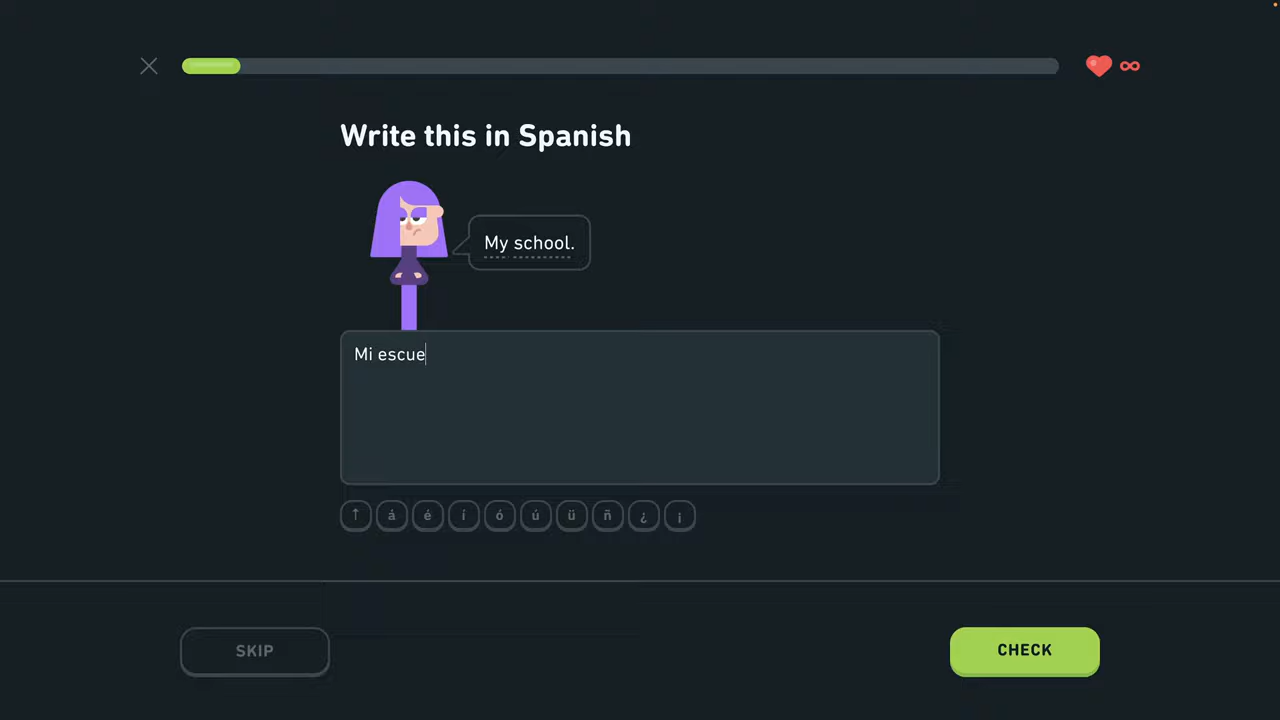 Write this in Spanish
My school.
Mi escue
↑ á é í ó ú ü ñ ¿ ¡
SKIP
CHECK